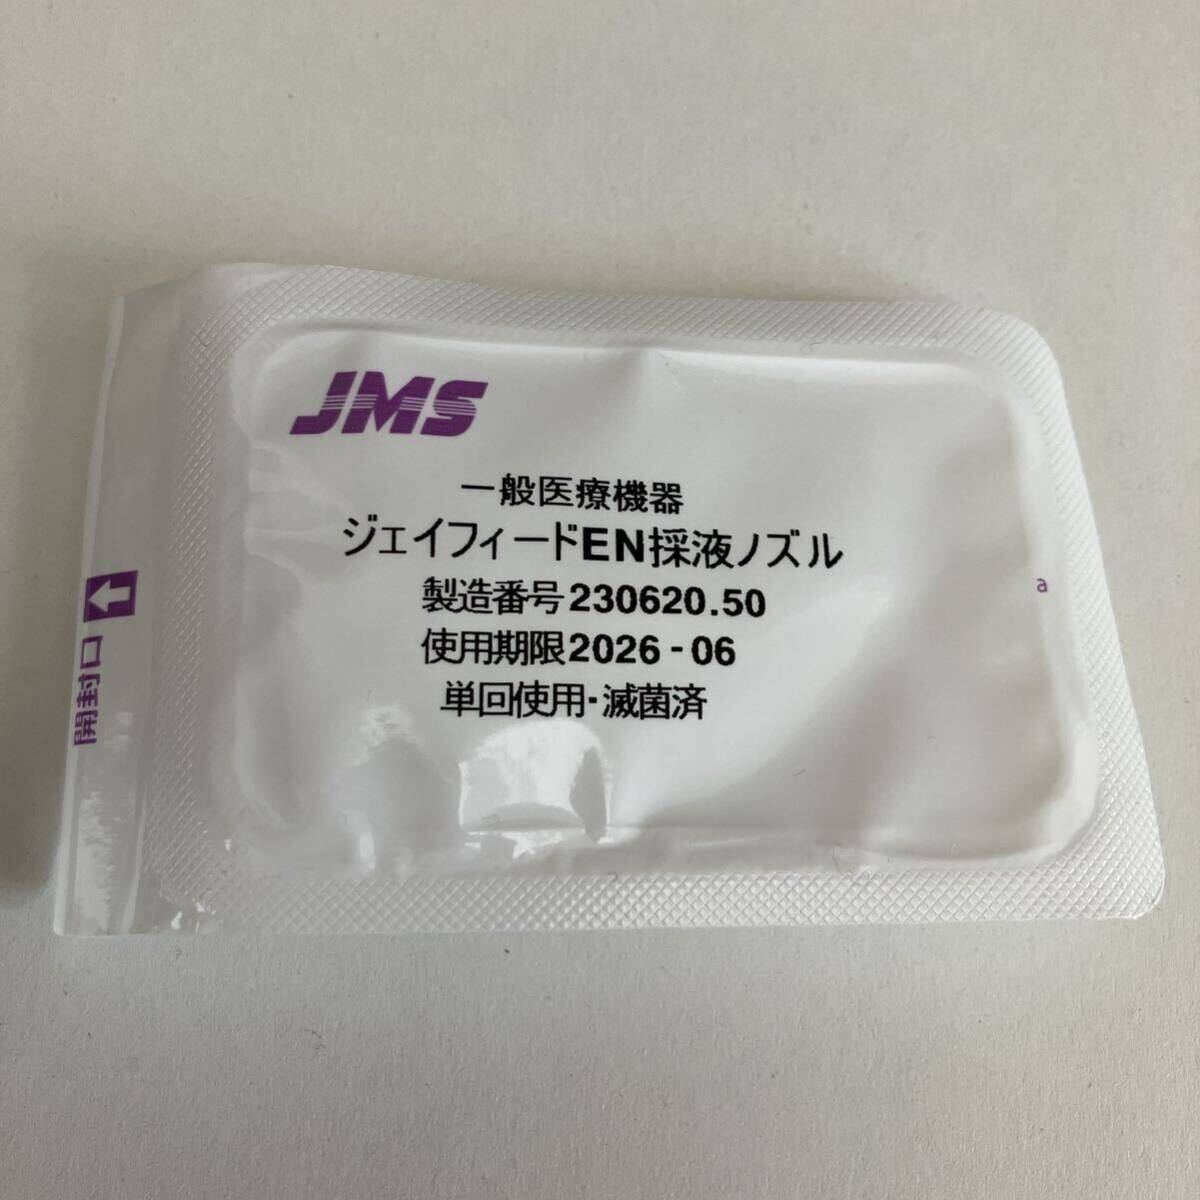 JMS
一般医療機器
ジェイフィードEN採液ノズル
製造番号230620.50
使用期限2026-06
単回使用・滅菌済
開封口
a